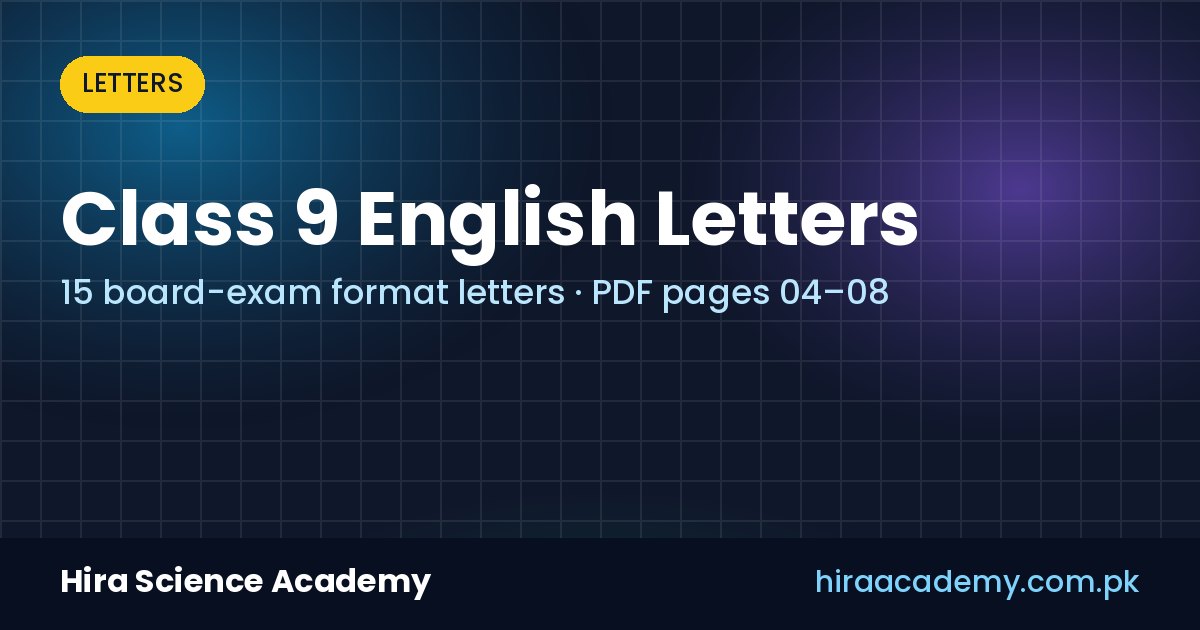 LETTERS
Class 9 English Letters
15 board-exam format letters · PDF pages 04–08
Hira Science Academy
hiraacademy.com.pk